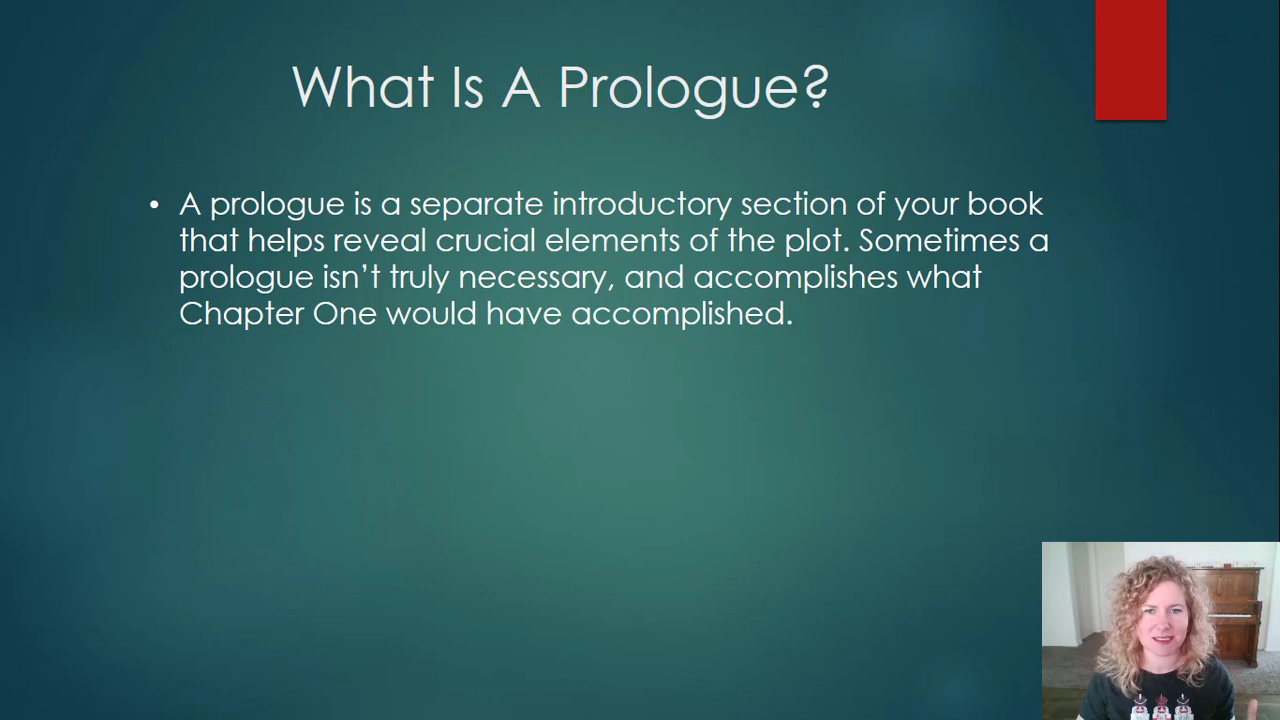 What Is A Prologue?
• A prologue is a separate introductory section of your book
that helps reveal crucial elements of the plot. Sometimes a
prologue isn’t truly necessary, and accomplishes what
Chapter One would have accomplished.